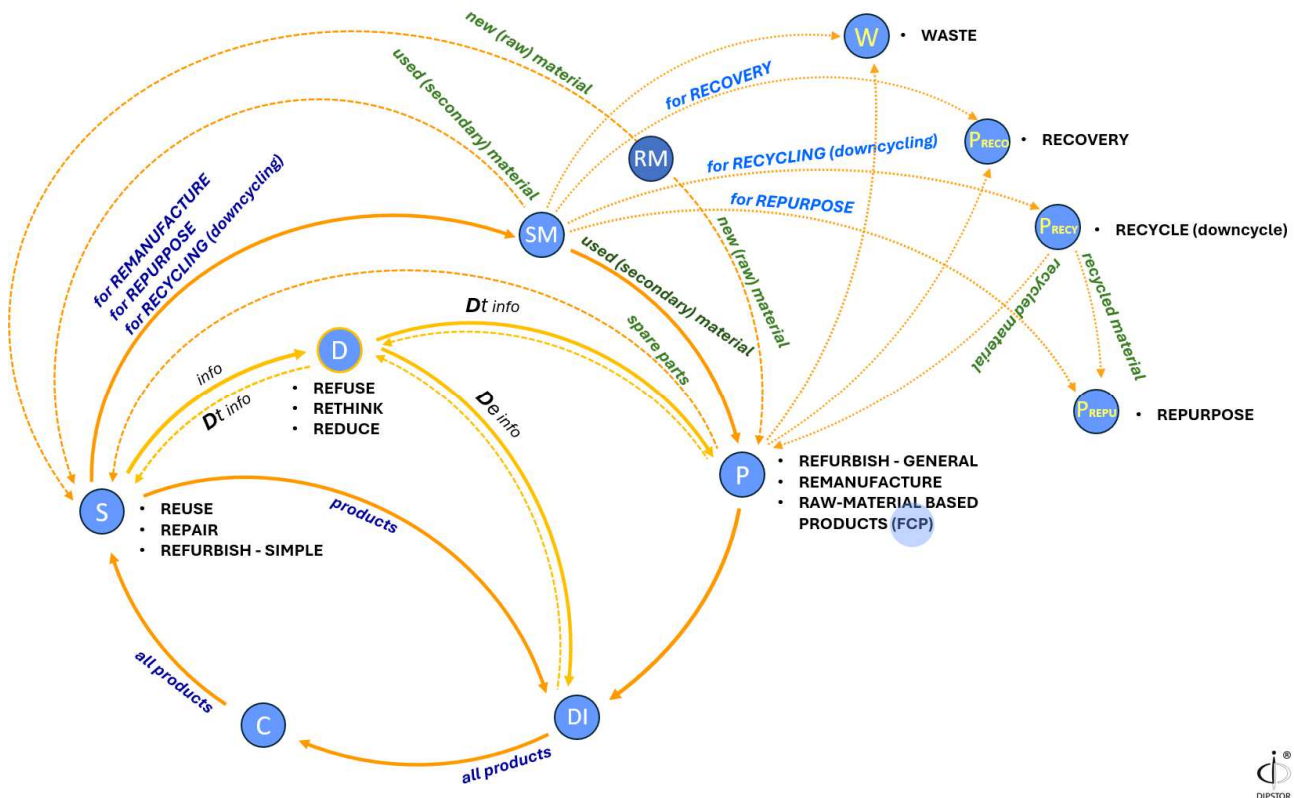 new (raw) material
used (secondary) material
W
• WASTE
for RECOVERY
PRECO
• RECOVERY
RM
for RECYCLING (downcycling)
for REPURPOSE
PRECY
• RECYCLE (downcycle)
for REMANUFACTURE
for REPURPOSE
for RECYCLING (downcycling)
SM
used (secondary) material
new (raw) material
recycled material
recycled material
Dt info
spare parts
D
info
Dt info
• REFUSE
• RETHINK
• REDUCE
De info
PREPU
• REPURPOSE
P
• REFURBISH - GENERAL
• REMANUFACTURE
• RAW-MATERIAL BASED
PRODUCTS (FCP)
S
• REUSE
• REPAIR
• REFURBISH - SIMPLE
products
all products
C
DI
all products
®
DIPSTOR